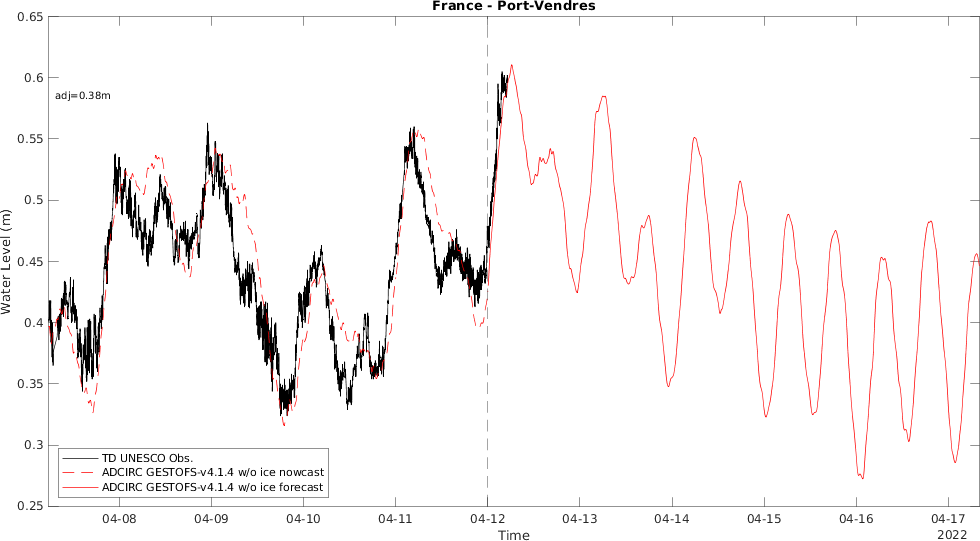 France - Port-Vendres
0.65
0.6
0.55
0.5
0.45
0.4
0.35
0.3
0.25
Water Level (m)
adj=0.38m
TD UNESCO Obs.
ADCIRC GESTOFS-v4.1.4 w/o ice nowcast
ADCIRC GESTOFS-v4.1.4 w/o ice forecast
04-08 04-09 04-10 04-11 04-12 04-13 04-14 04-15 04-16 04-17
Time
2022